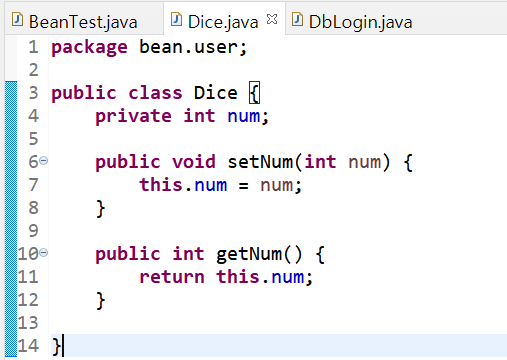 BeanTest.java Dice.java DbLogin.java
1 package bean.user;
2
3 public class Dice {
4     private int num;
5
6     public void setNum(int num) {
7         this.num = num;
8     }
9
10     public int getNum() {
11         return this.num;
12     }
13
14 }